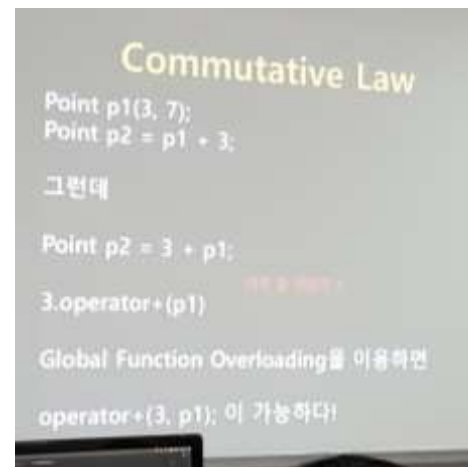 Commutative Law
Point p1(3, 7);
Point p2 = p1 + 3;
그런데
Point p2 = 3 + p1;
3.operator+(p1)
Global Function Overloading을 이용하면
operator+(3, p1); 이 가능하다!